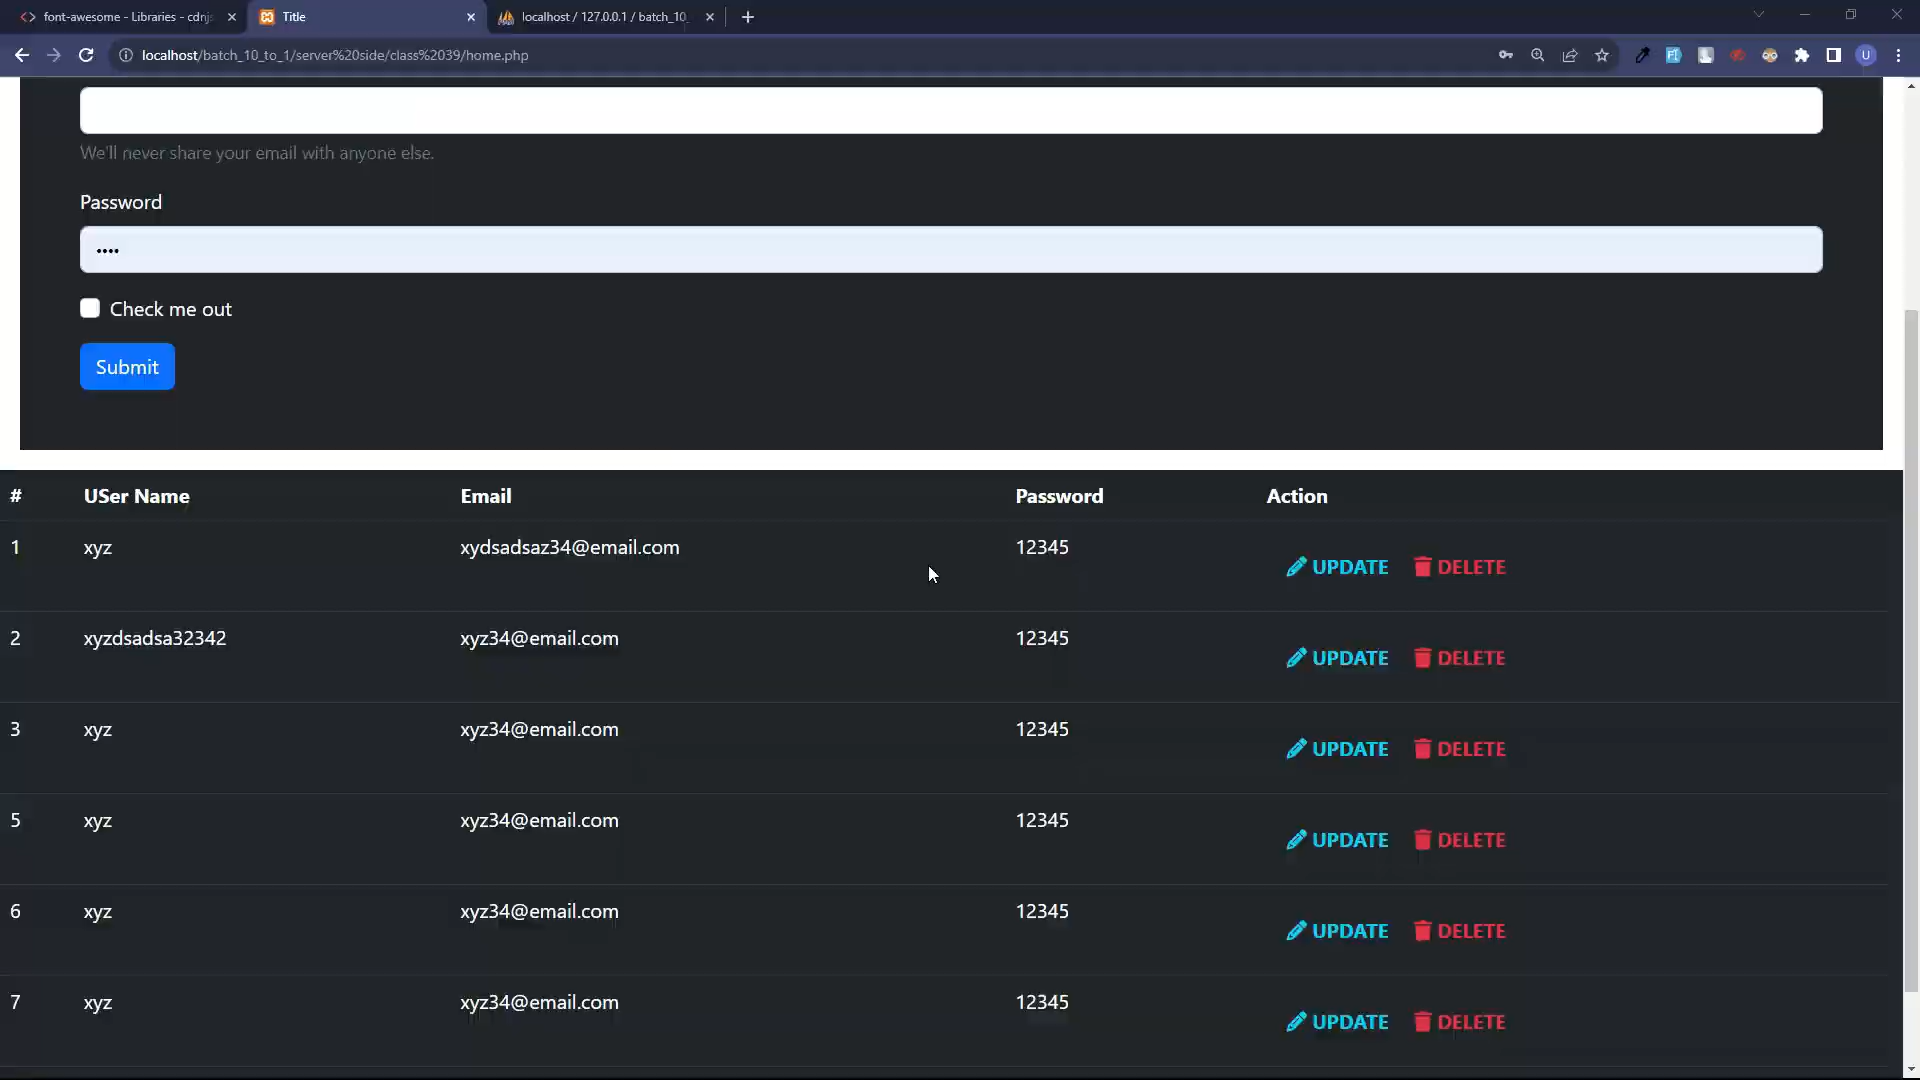 font-awesome - Libraries - cdnjs
Title
localhost / 127.0.0.1 / batch_10_
localhost/batch_10_to_1/server%20side/class%2039/home.php
U
We'll never share your email with anyone else.
Password
••••
Check me out
Submit
# USer Name Email Password Action
1 xyz xydsadsaz34@email.com 12345 UPDATE DELETE
2 xyzdsadsa32342 xyz34@email.com 12345 UPDATE DELETE
3 xyz xyz34@email.com 12345 UPDATE DELETE
5 xyz xyz34@email.com 12345 UPDATE DELETE
6 xyz xyz34@email.com 12345 UPDATE DELETE
7 xyz xyz34@email.com 12345 UPDATE DELETE